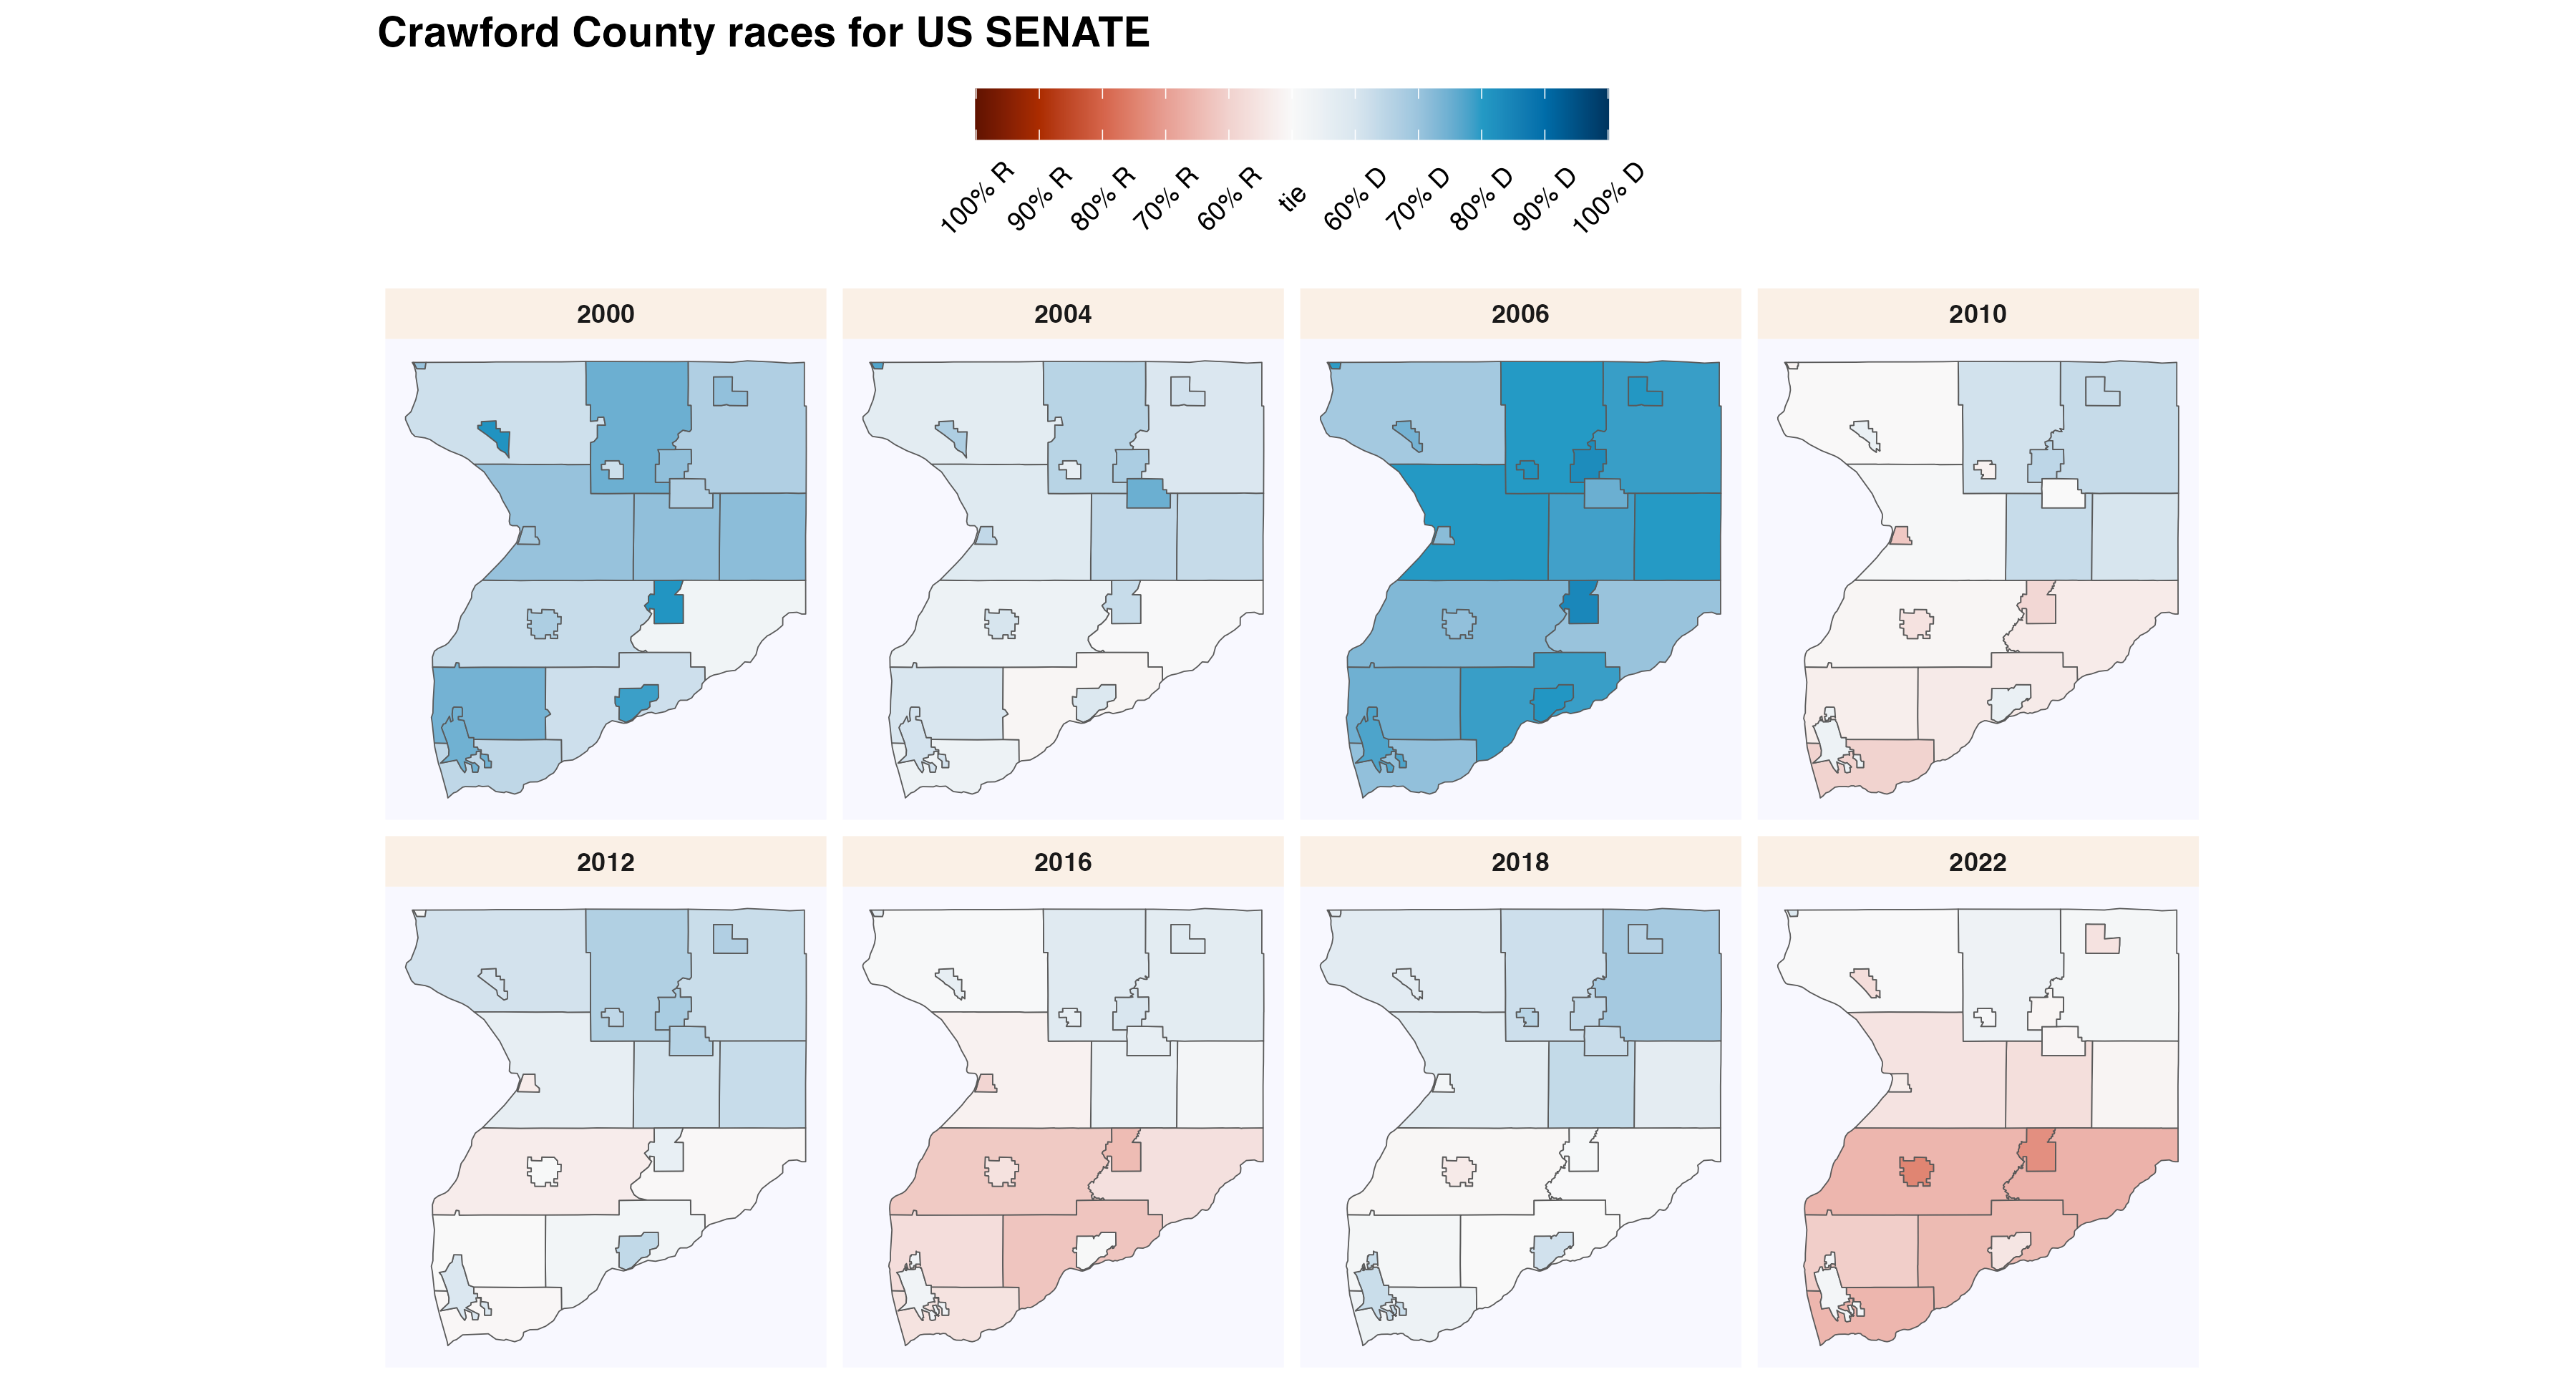 Crawford County races for US SENATE
100% R 90% R 80% R 70% R 60% R tie 60% D 70% D 80% D 90% D 100% D
2000 2004 2006 2010
2012 2016 2018 2022